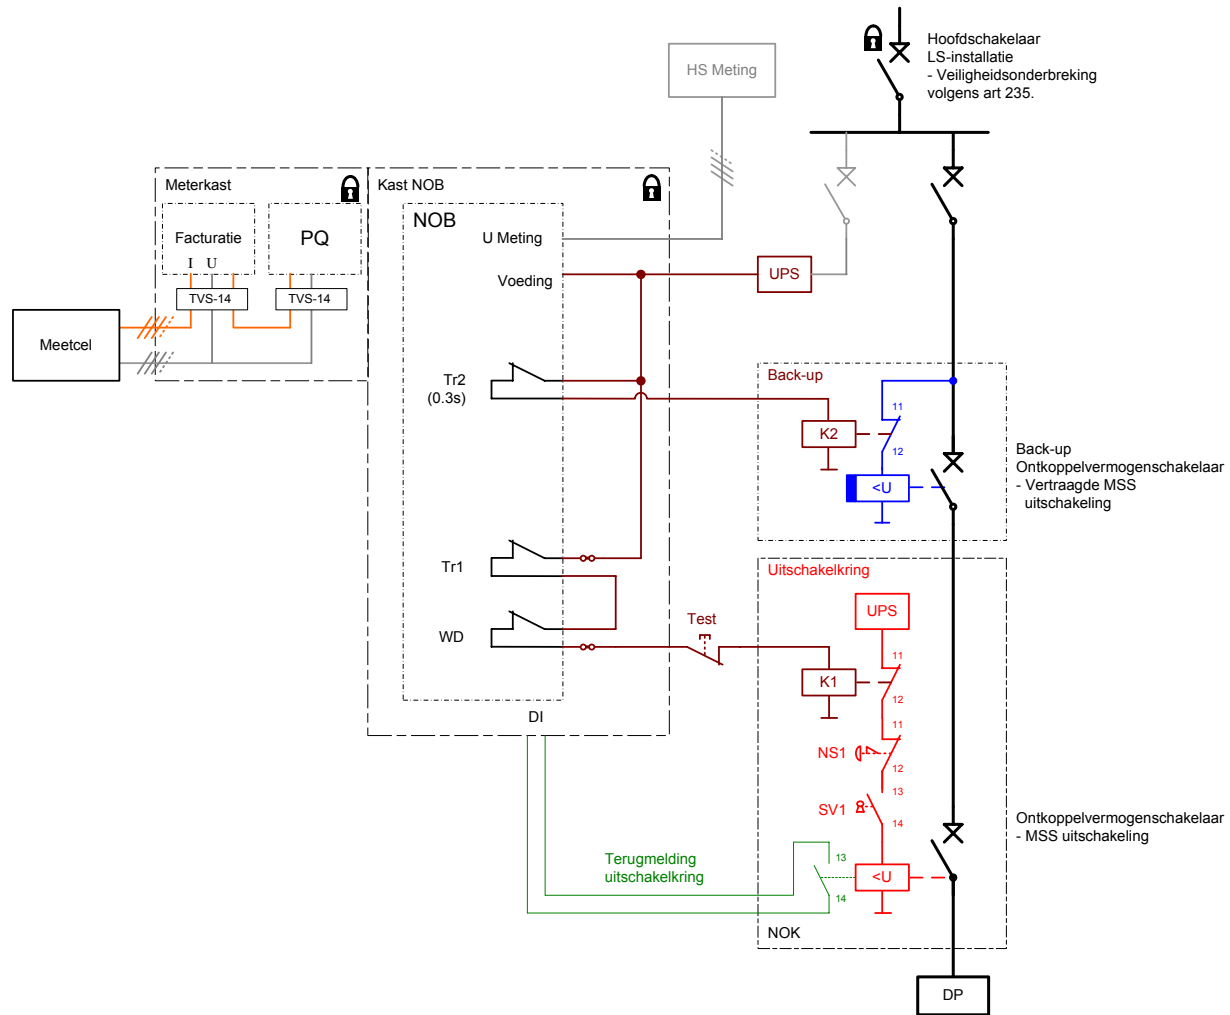 Hoofdschakelaar
LS-installatie
- Veiligheidsonderbreking
volgens art 235.
HS Meting
Meterkast
Kast NOB
Facturatie
I U
PQ
NOB
U Meting
Voeding
UPS
TVS-14
TVS-14
Meetcel
Tr2
(0.3s)
Back-up
11
K2
12
<U
Back-up
Ontkoppelvermogenschakelaar
- Vertraagde MSS
uitschakeling
Tr1
Uitschakelkring
UPS
WD
Test
11
K1
12
DI
11
NS1
12
13
SV1
14
Ontkoppelvermogenschakelaar
- MSS uitschakeling
Terugmelding
uitschakelkring
13
<U
14
NOK
DP